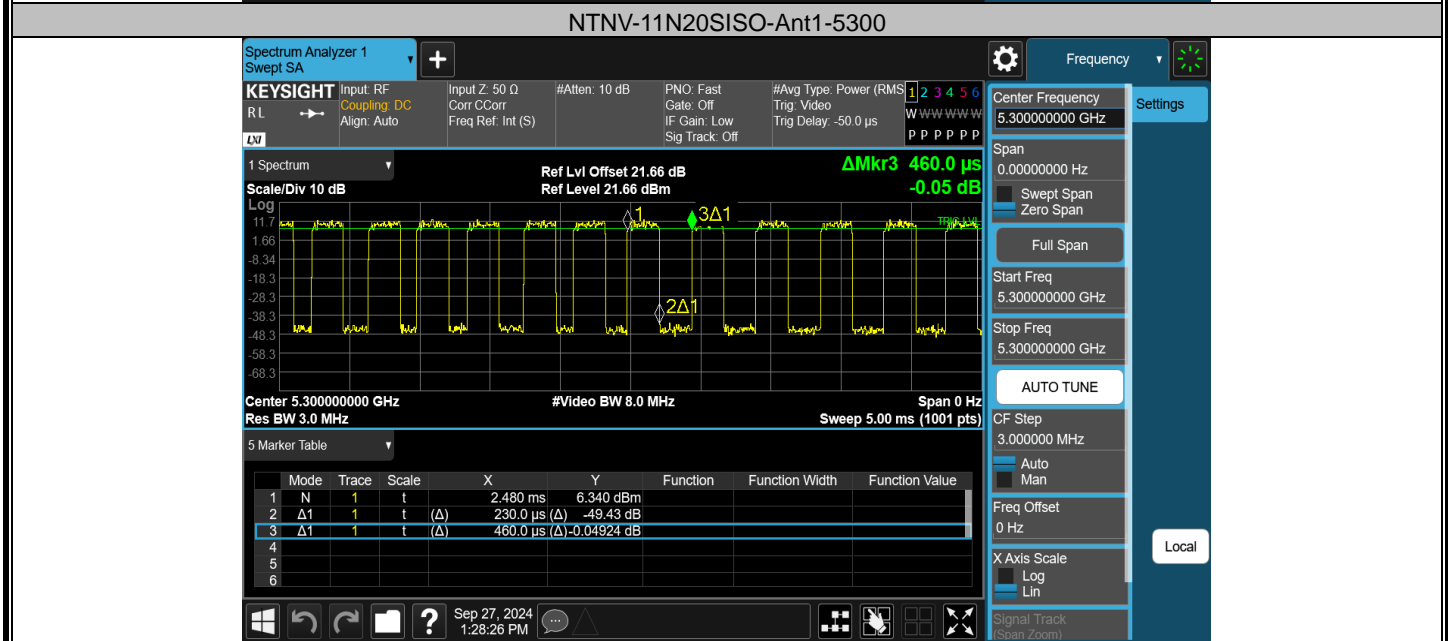 NTNV-11N20SISO-Ant1-5300
Spectrum Analyzer 1
Swept SA
Frequency
KEYSIGHT
RL
LXI
Input: RF
Coupling: DC
Align: Auto
Input Z: 50 Ω
Corr CCorr
Freq Ref: Int (S)
#Atten: 10 dB
PNO: Fast
Gate: Off
IF Gain: Low
Sig Track: Off
#Avg Type: Power (RMS
Trig: Video
Trig Delay: -50.0 µs
1 2 3 4 5 6
W W W W W W
P P P P P P
Center Frequency
5.300000000 GHz
Settings
Span
0.00000000 Hz
Swept Span
Zero Span
Full Span
Start Freq
5.300000000 GHz
Stop Freq
5.300000000 GHz
AUTO TUNE
CF Step
3.000000 MHz
Auto
Man
Freq Offset
0 Hz
X Axis Scale
Log
Lin
Signal Track
(Span Zoom)
Local
1 Spectrum
Scale/Div 10 dB
Ref Lvl Offset 21.66 dB
Ref Level 21.66 dBm
ΔMkr3 460.0 µs
-0.05 dB
Log
11.7
1.66
-8.34
-18.3
-28.3
-38.3
-48.3
-58.3
-68.3
1
3Δ1
2Δ1
TRIG LVL
Center 5.300000000 GHz
#Video BW 8.0 MHz
Span 0 Hz
Res BW 3.0 MHz
Sweep 5.00 ms (1001 pts)
5 Marker Table
Mode Trace Scale X Y Function Function Width Function Value
1 N 1 t 2.480 ms 6.340 dBm
2 Δ1 1 t (Δ) 230.0 µs (Δ) -49.43 dB
3 Δ1 1 t (Δ) 460.0 µs (Δ) -0.04924 dB
4
5
6
?
Sep 27, 2024
1:28:26 PM